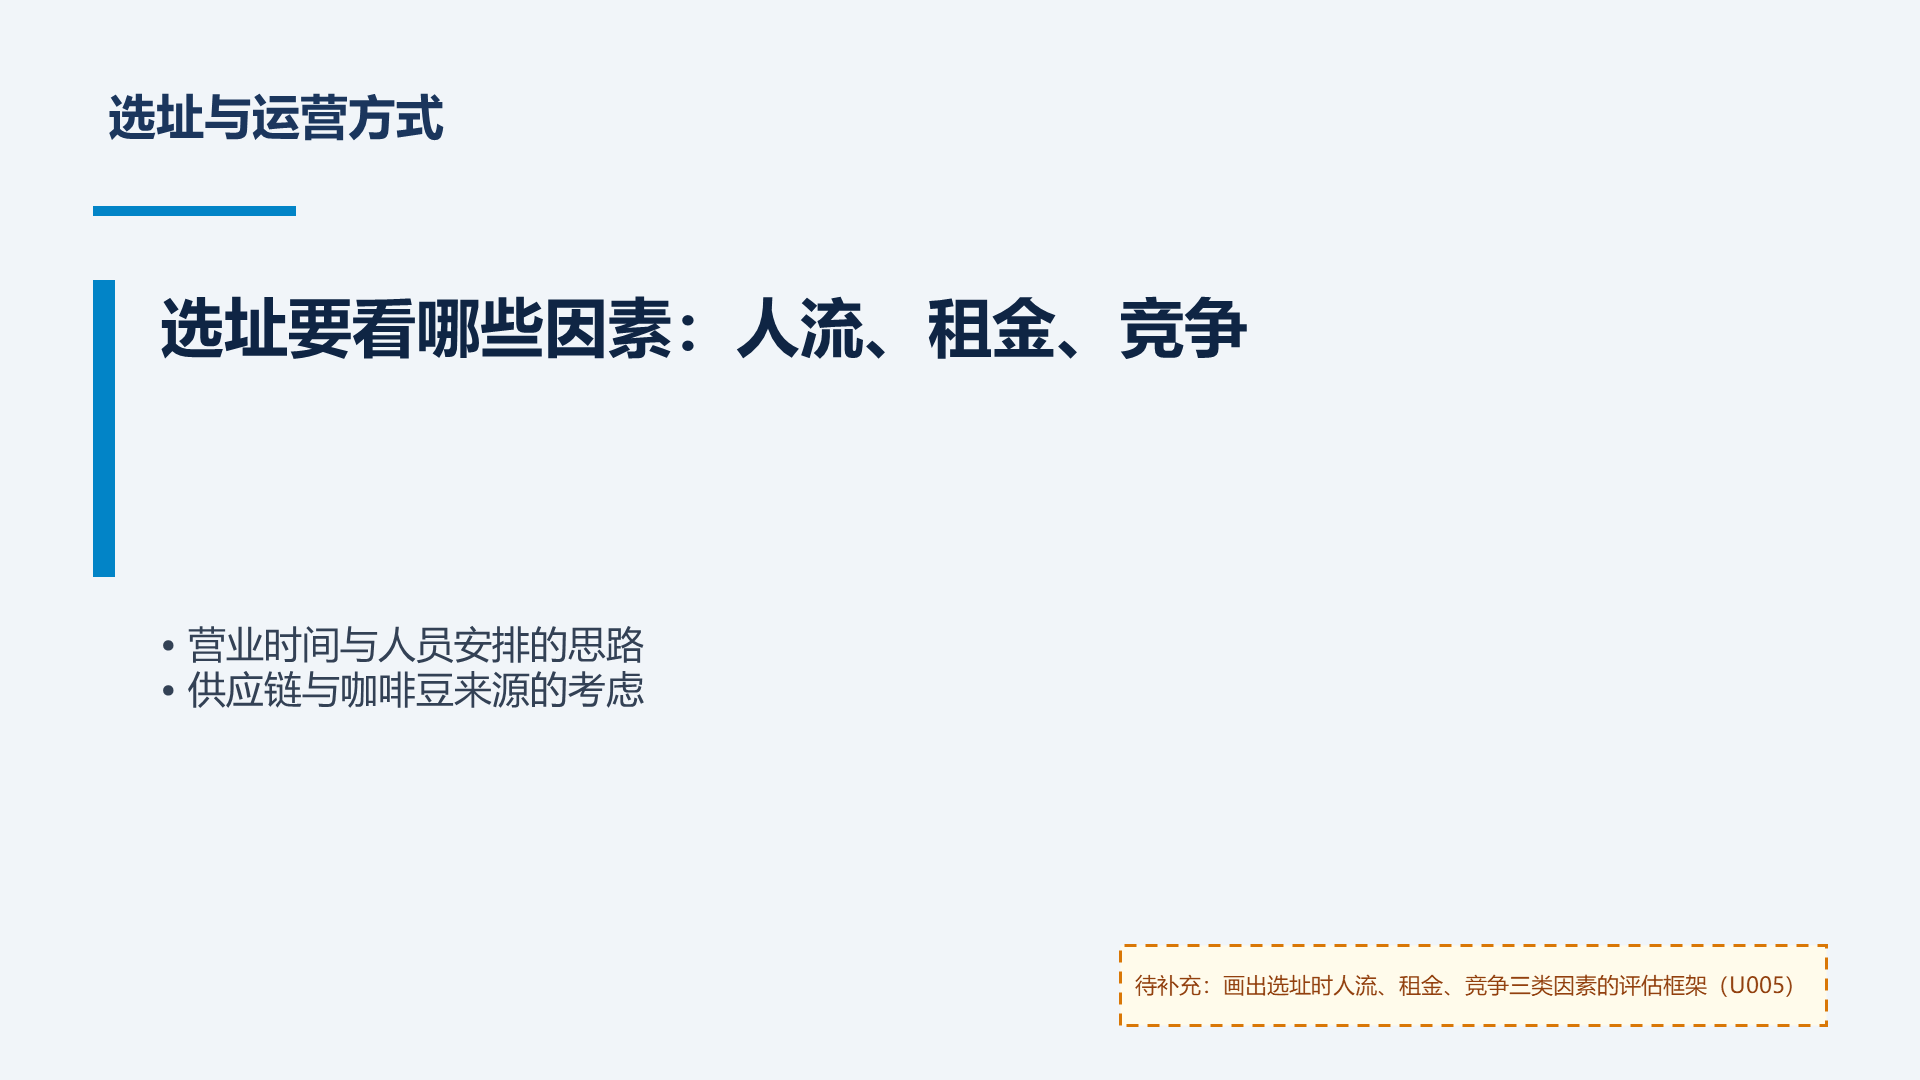 选址与运营方式
选址要看哪些因素：人流、租金、竞争
• 营业时间与人员安排的思路
• 供应链与咖啡豆来源的考虑
待补充：画出选址时人流、租金、竞争三类因素的评估框架（U005）